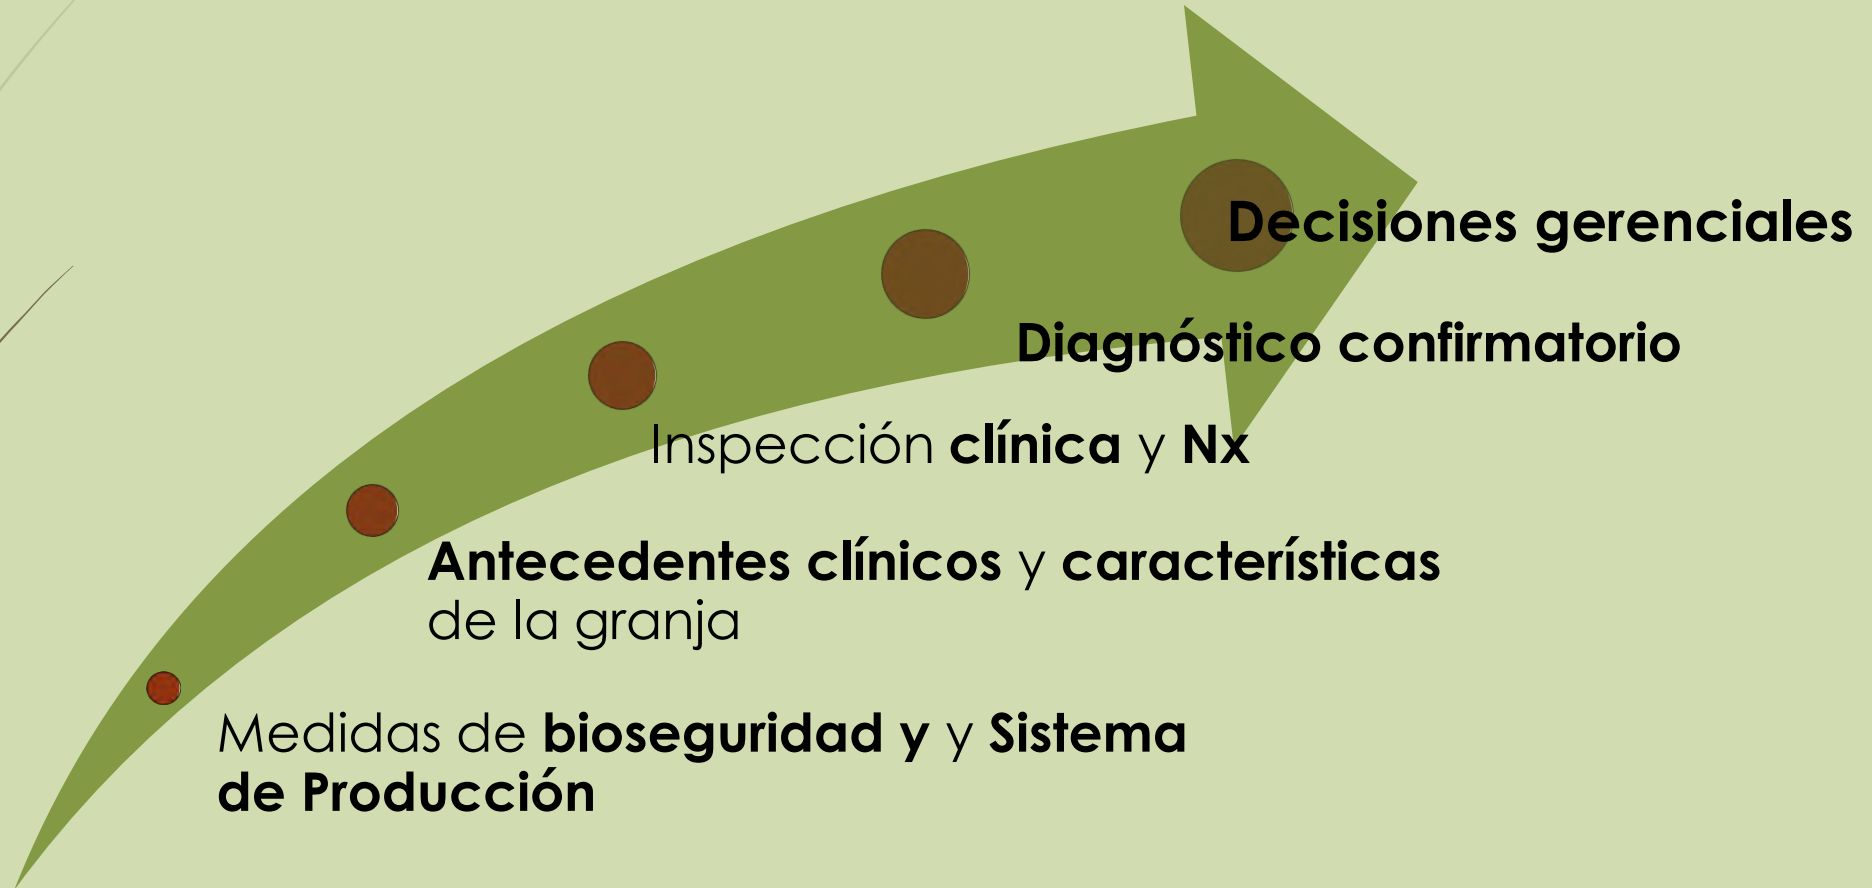 Decisiones gerenciales
Diagnóstico confirmatorio
Inspección clínica y Nx
Antecedentes clínicos y características
de la granja
Medidas de bioseguridad y y Sistema
de Producción